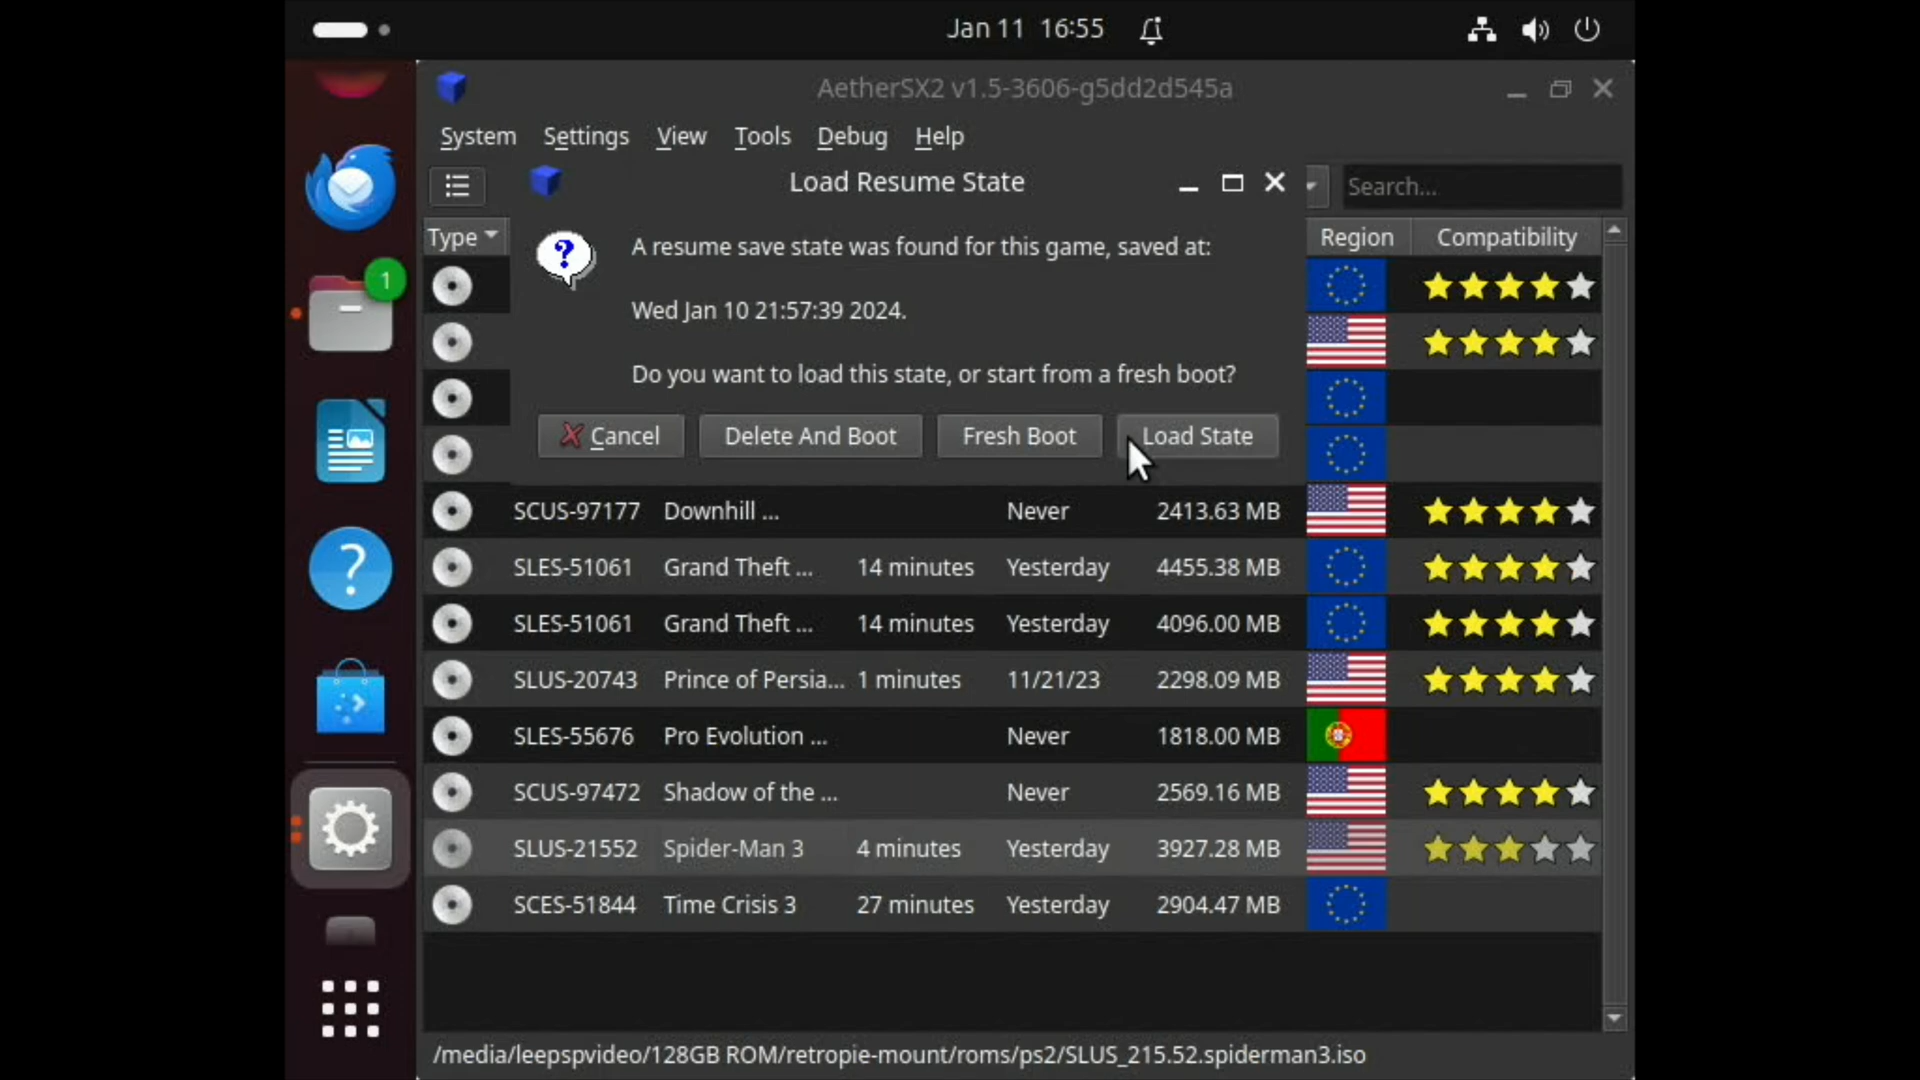 Jan 11 16:55
AetherSX2 v1.5-3606-g5dd2d545a
System Settings View Tools Debug Help
Load Resume State
Search...
Type
Region
Compatibility
A resume save state was found for this game, saved at:
Wed Jan 10 21:57:39 2024.
Do you want to load this state, or start from a fresh boot?
Cancel
Delete And Boot
Fresh Boot
Load State
1
SCUS-97177 Downhill ... Never 2413.63 MB
SLES-51061 Grand Theft ... 14 minutes Yesterday 4455.38 MB
SLES-51061 Grand Theft ... 14 minutes Yesterday 4096.00 MB
SLUS-20743 Prince of Persia... 1 minutes 11/21/23 2298.09 MB
SLES-55676 Pro Evolution ... Never 1818.00 MB
SCUS-97472 Shadow of the ... Never 2569.16 MB
SLUS-21552 Spider-Man 3 4 minutes Yesterday 3927.28 MB
SCES-51844 Time Crisis 3 27 minutes Yesterday 2904.47 MB
/media/leepspvideo/128GB ROM/retropie-mount/roms/ps2/SLUS_215.52.spiderman3.iso